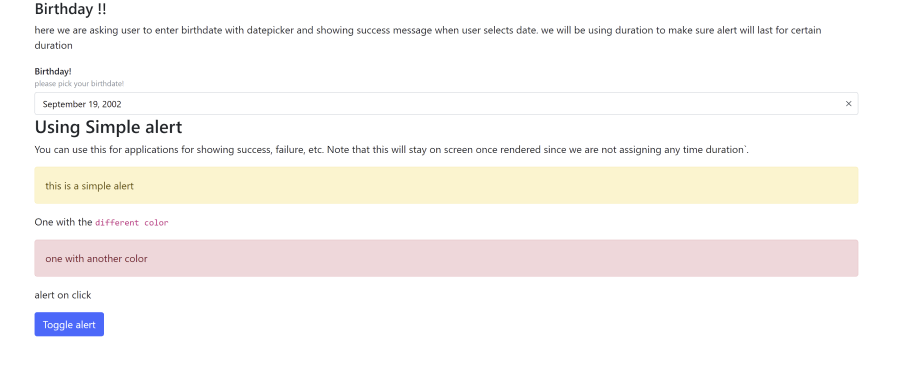 Birthday !!
here we are asking user to enter birthdate with datepicker and showing success message when user selects date. we will be using duration to make sure alert will last for certain
duration
Birthday!
please pick your birthdate!
September 19, 2002 ×
Using Simple alert
You can use this for applications for showing success, failure, etc. Note that this will stay on screen once rendered since we are not assigning any time duration`.
this is a simple alert
One with the different color
one with another color
alert on click
Toggle alert